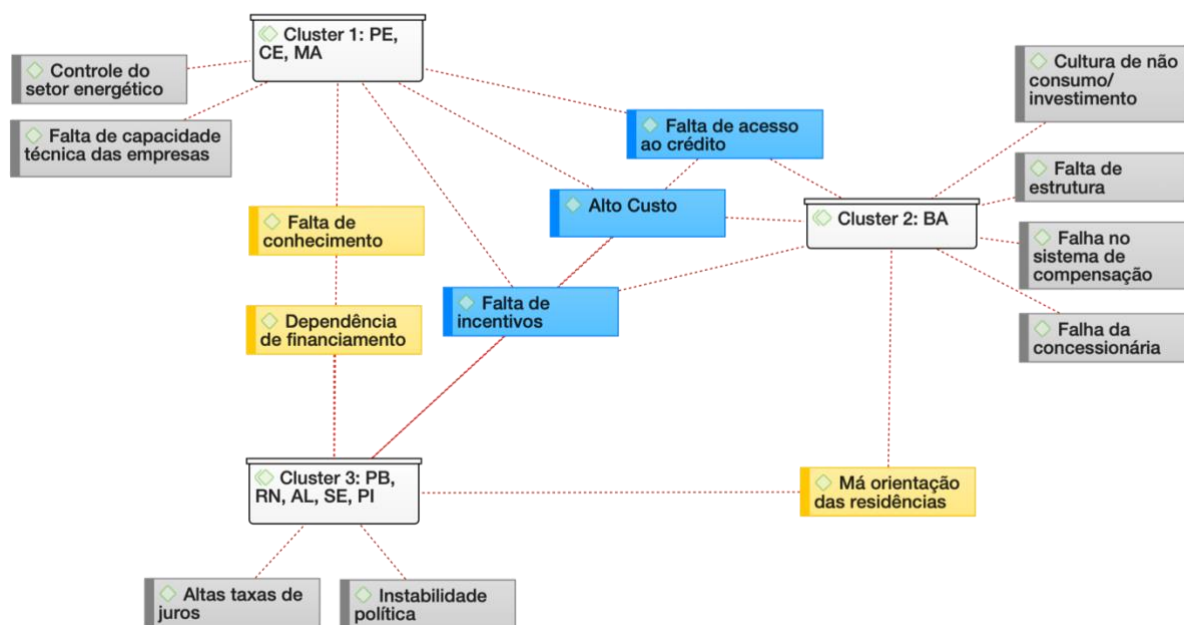 Cluster 1: PE,
CE, MA
Controle do
setor energético
Falta de capacidade
técnica das empresas
Falta de acesso
ao crédito
Cultura de não
consumo/
investimento
Falta de
estrutura
Alto Custo
Cluster 2: BA
Falta de
conhecimento
Falha no
sistema de
compensação
Falta de
incentivos
Dependência
de financiamento
Falha da
concessionária
Cluster 3: PB,
RN, AL, SE, PI
Má orientação
das residências
Altas taxas de
juros
Instabilidade
política